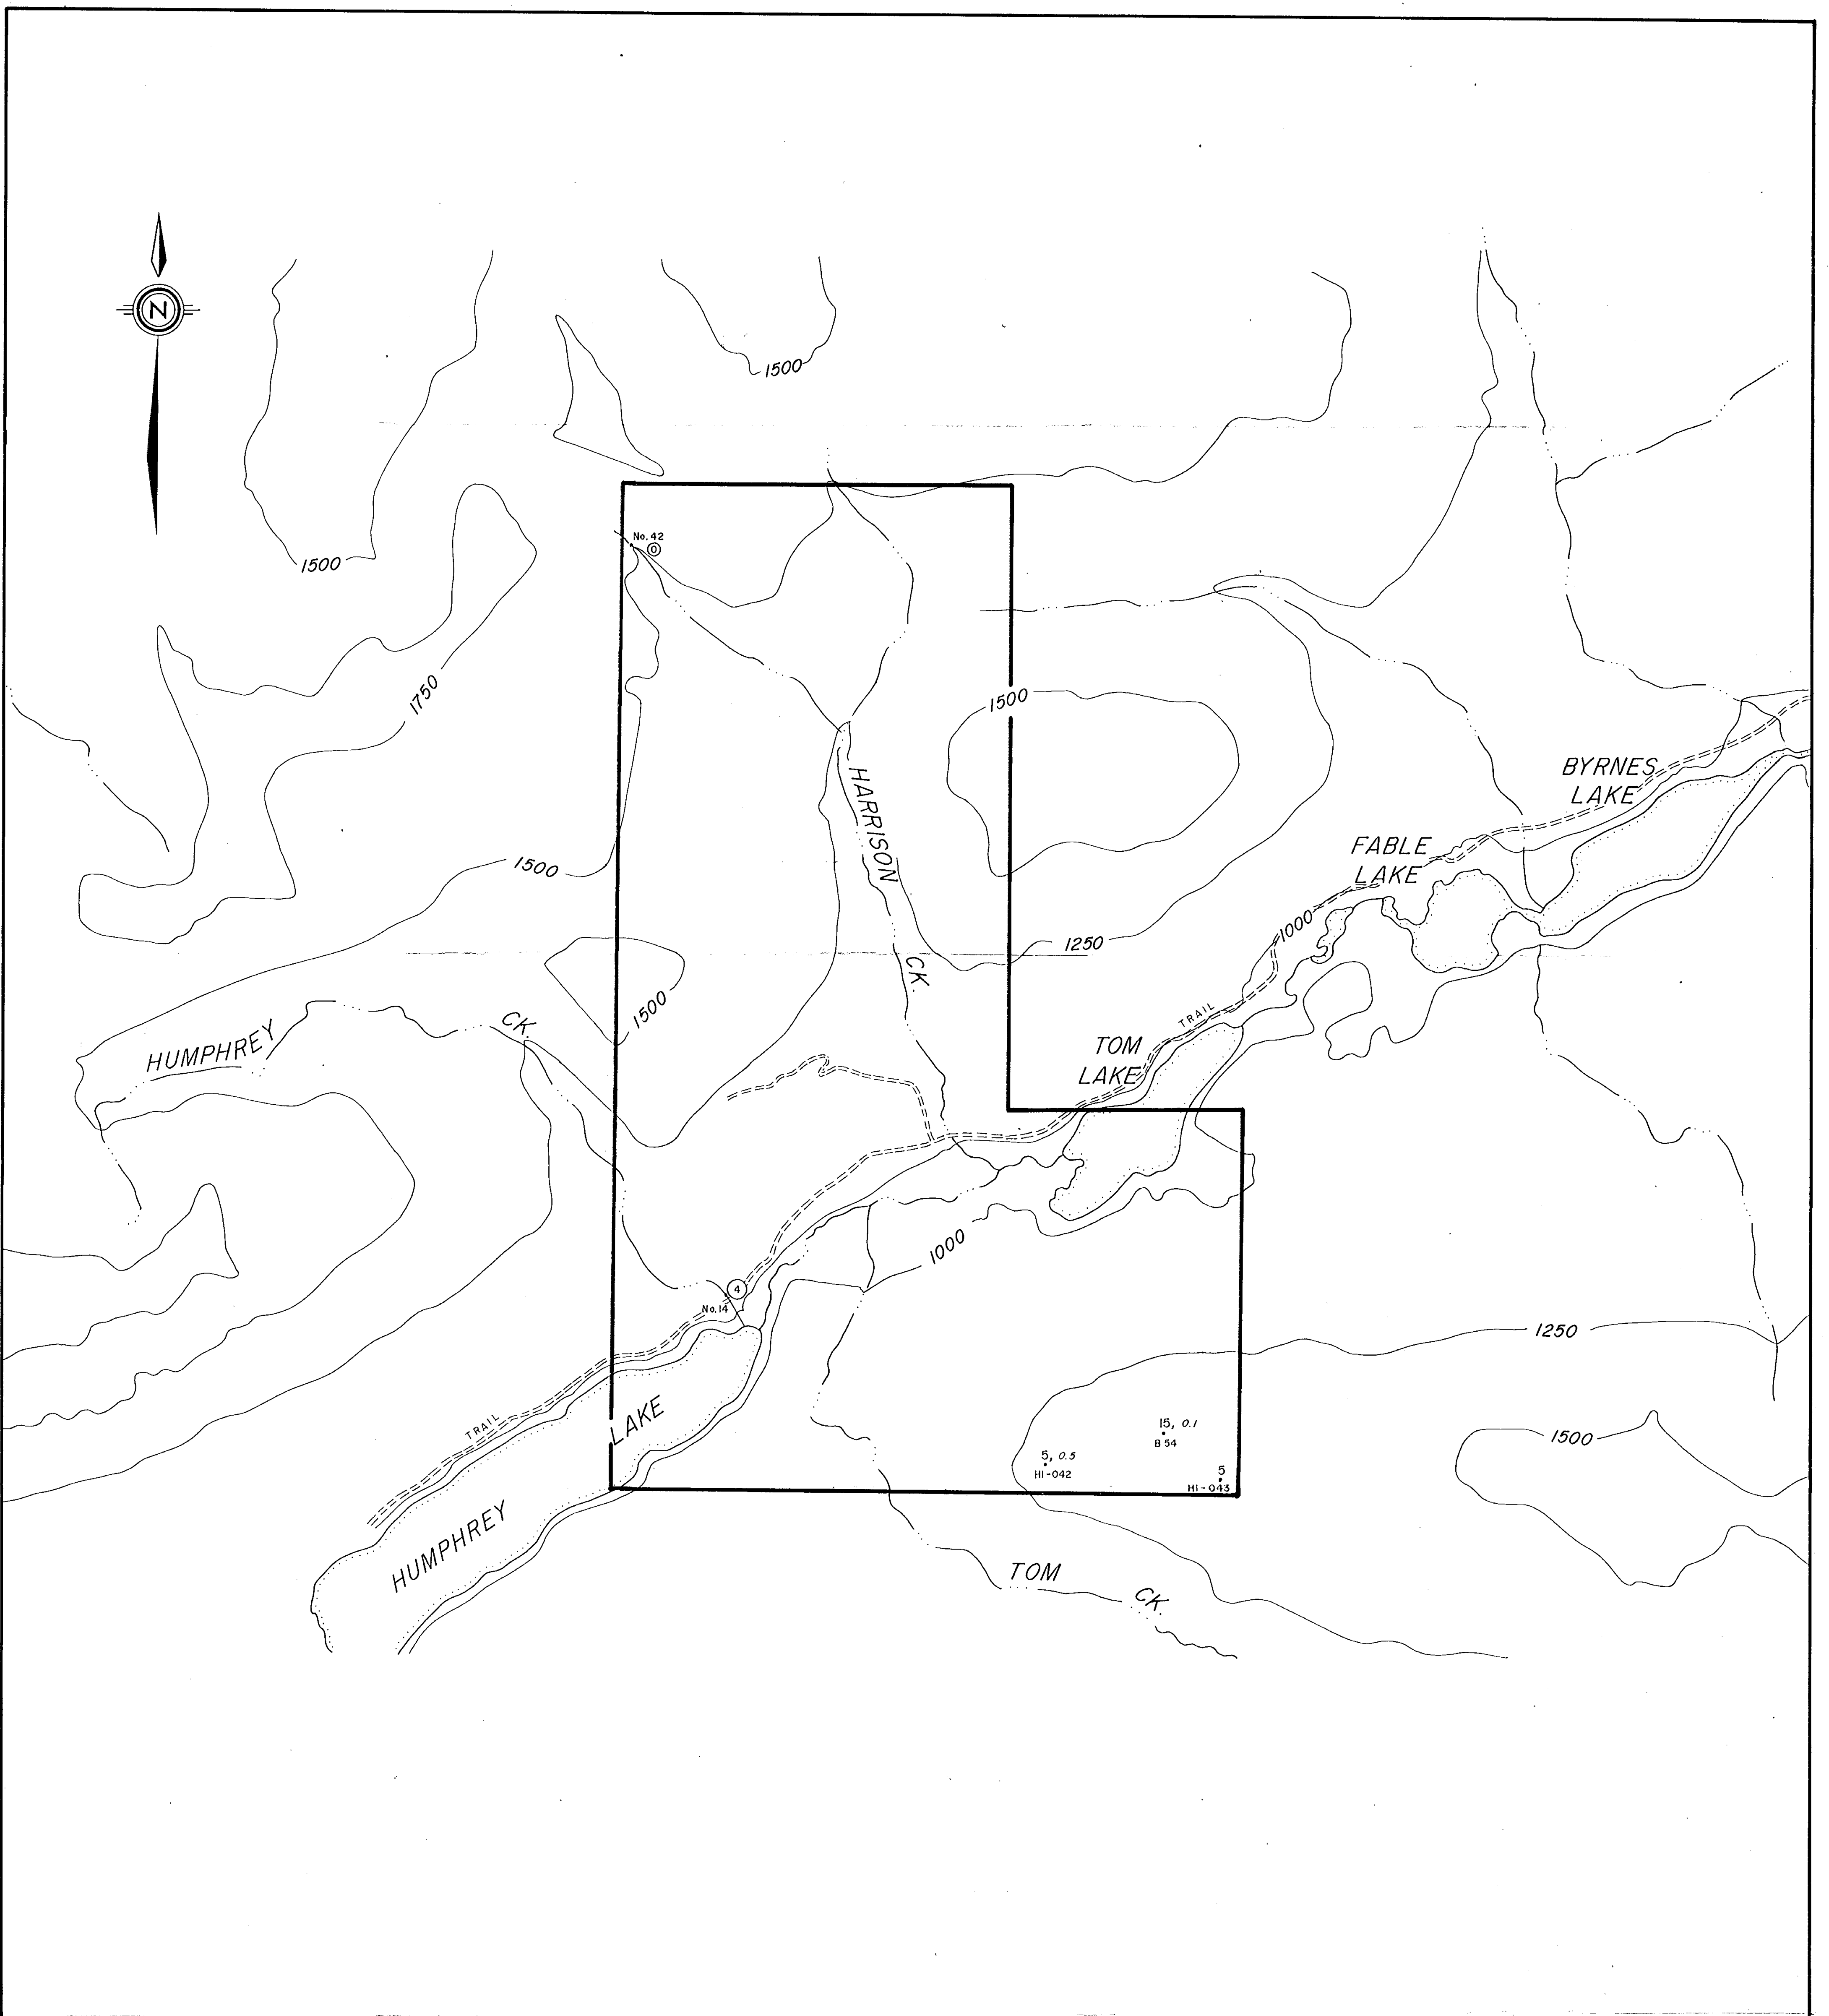 N
1500
No. 42
0
1500
1750
1500
BYRNES
LAKE
HARRISON
CK.
FABLE
LAKE
1500
1000
1250
1500
TRAIL
CK.
HUMPHREY
TOM
LAKE
1000
4
No. 14
1250
LAKE
TRAIL
15, 0.1
B 54
1500
5, 0.5
HI-042
5
HI-043
HUMPHREY
TOM
CK.